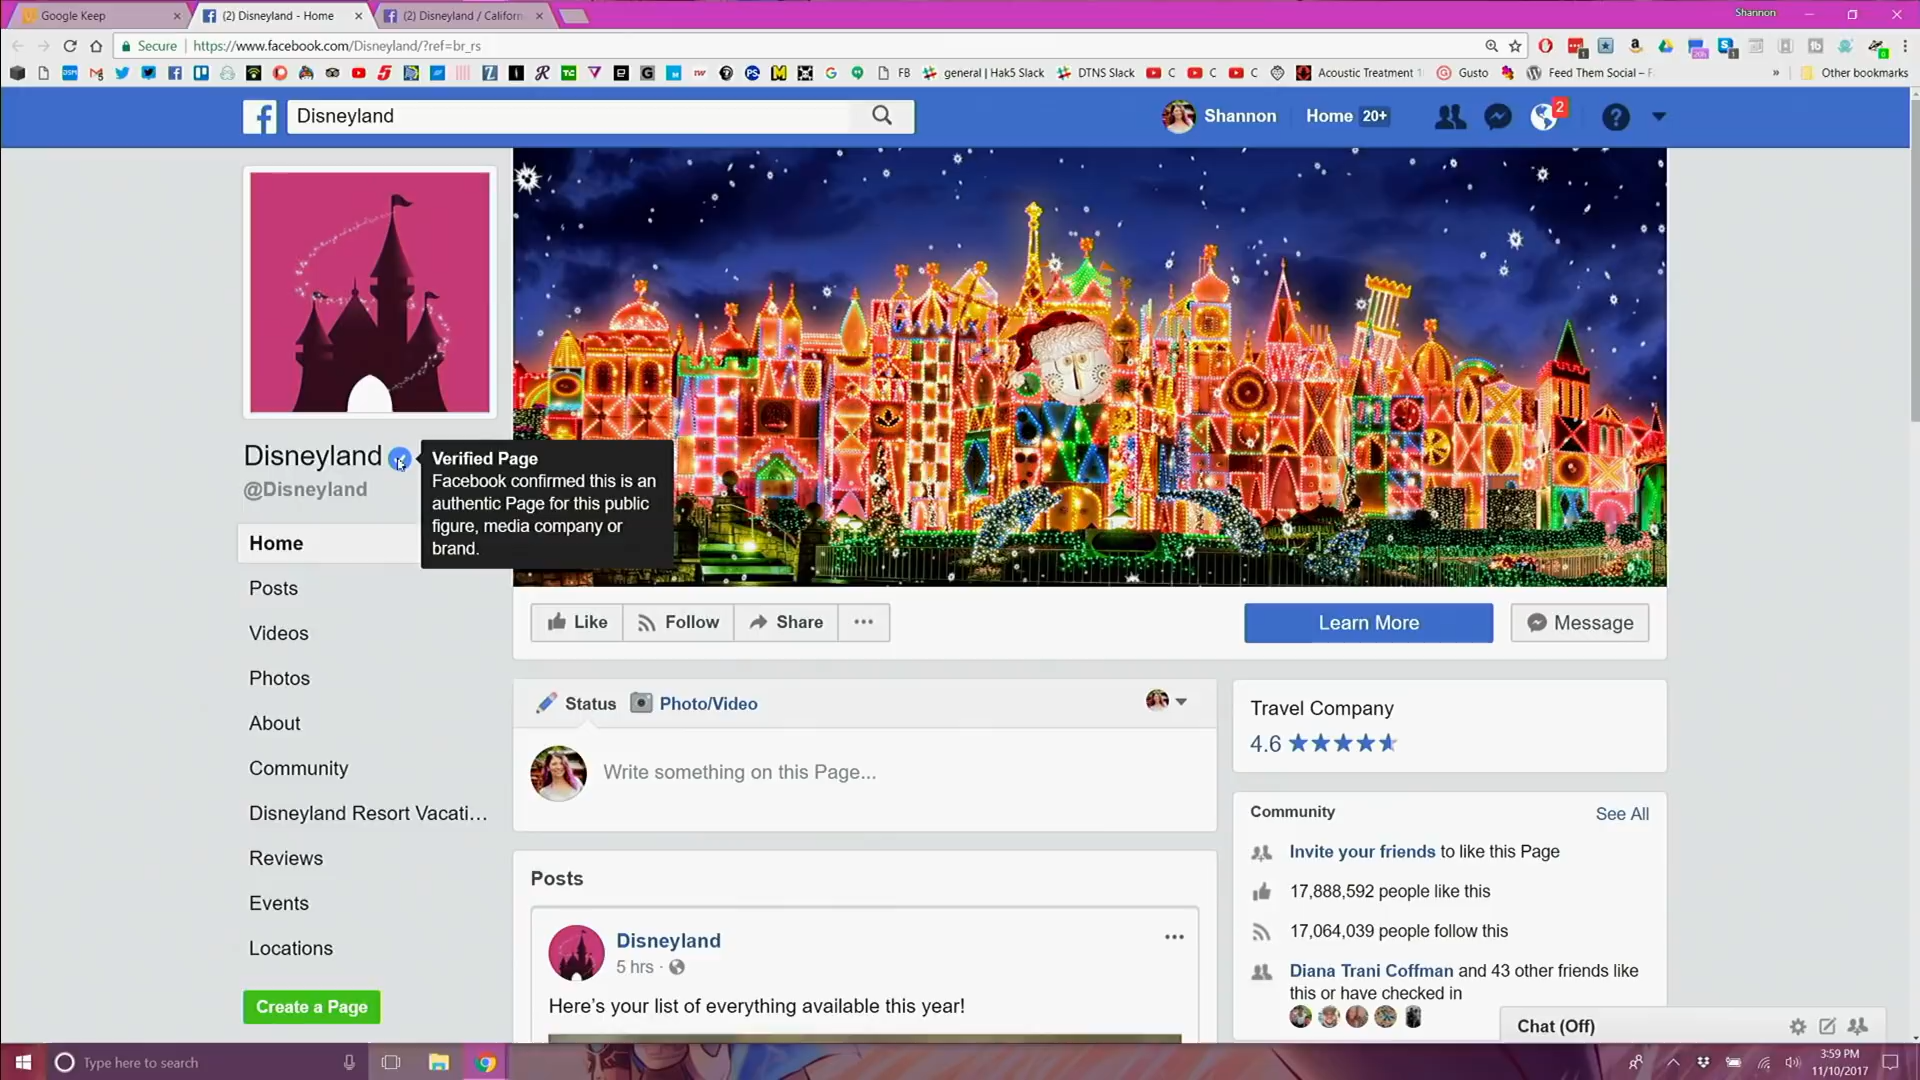 Google Keep
(2) Disneyland - Home
(2) Disneyland / Californ
Shannon
Secure
https://www.facebook.com/Disneyland/?ref=br_rs
FB
general | Hak5 Slack
DTNS Slack
C
C
C
Acoustic Treatment
Gusto
Feed Them Social – F
»
Other bookmarks
Disneyland
Shannon
Home 20+
2
Disneyland
@Disneyland
Verified Page
Facebook confirmed this is an
authentic Page for this public
figure, media company or
brand.
Home
Posts
Videos
Photos
About
Community
Disneyland Resort Vacati...
Reviews
Events
Locations
Create a Page
Like
Follow
Share
Learn More
Message
Status
Photo/Video
Write something on this Page...
Posts
Disneyland
5 hrs ·
Here's your list of everything available this year!
Travel Company
4.6
Community
See All
Invite your friends to like this Page
17,888,592 people like this
17,064,039 people follow this
Diana Trani Coffman and 43 other friends like
this or have checked in
Chat (Off)
Type here to search
3:59 PM
11/10/2017